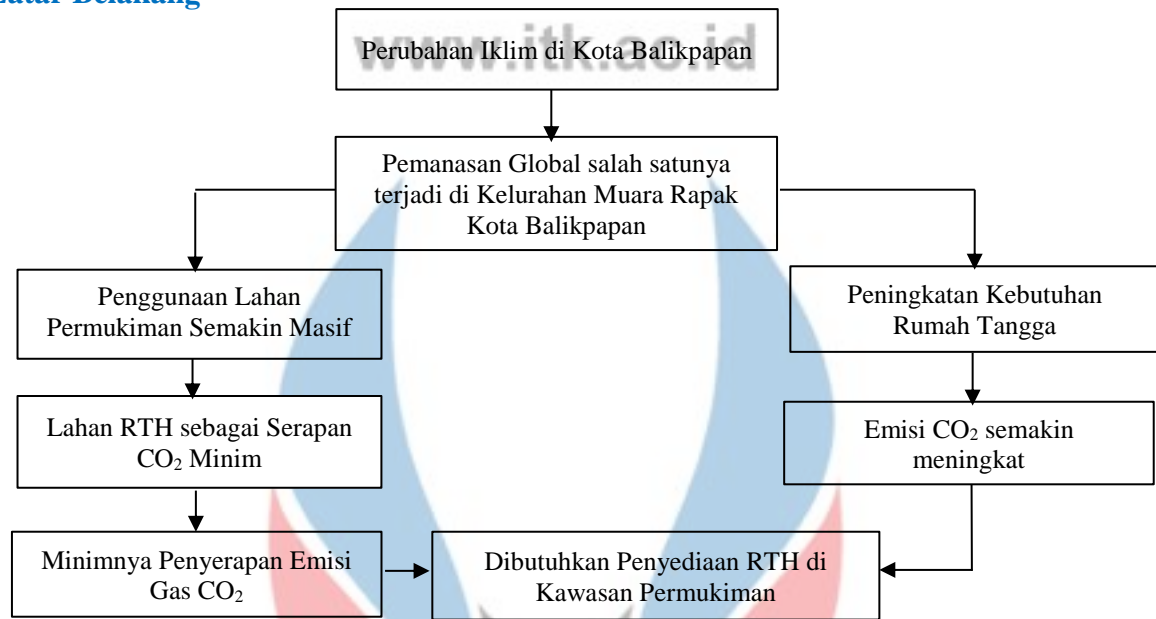 Latar Belakang
www.itk.ac.id
Perubahan Iklim di Kota Balikpapan
Pemanasan Global salah satunya
terjadi di Kelurahan Muara Rapak
Kota Balikpapan
Penggunaan Lahan
Permukiman Semakin Masif
Peningkatan Kebutuhan
Rumah Tangga
Lahan RTH sebagai Serapan
CO₂ Minim
Emisi CO₂ semakin
meningkat
Minimnya Penyerapan Emisi
Gas CO₂
Dibutuhkan Penyediaan RTH di
Kawasan Permukiman